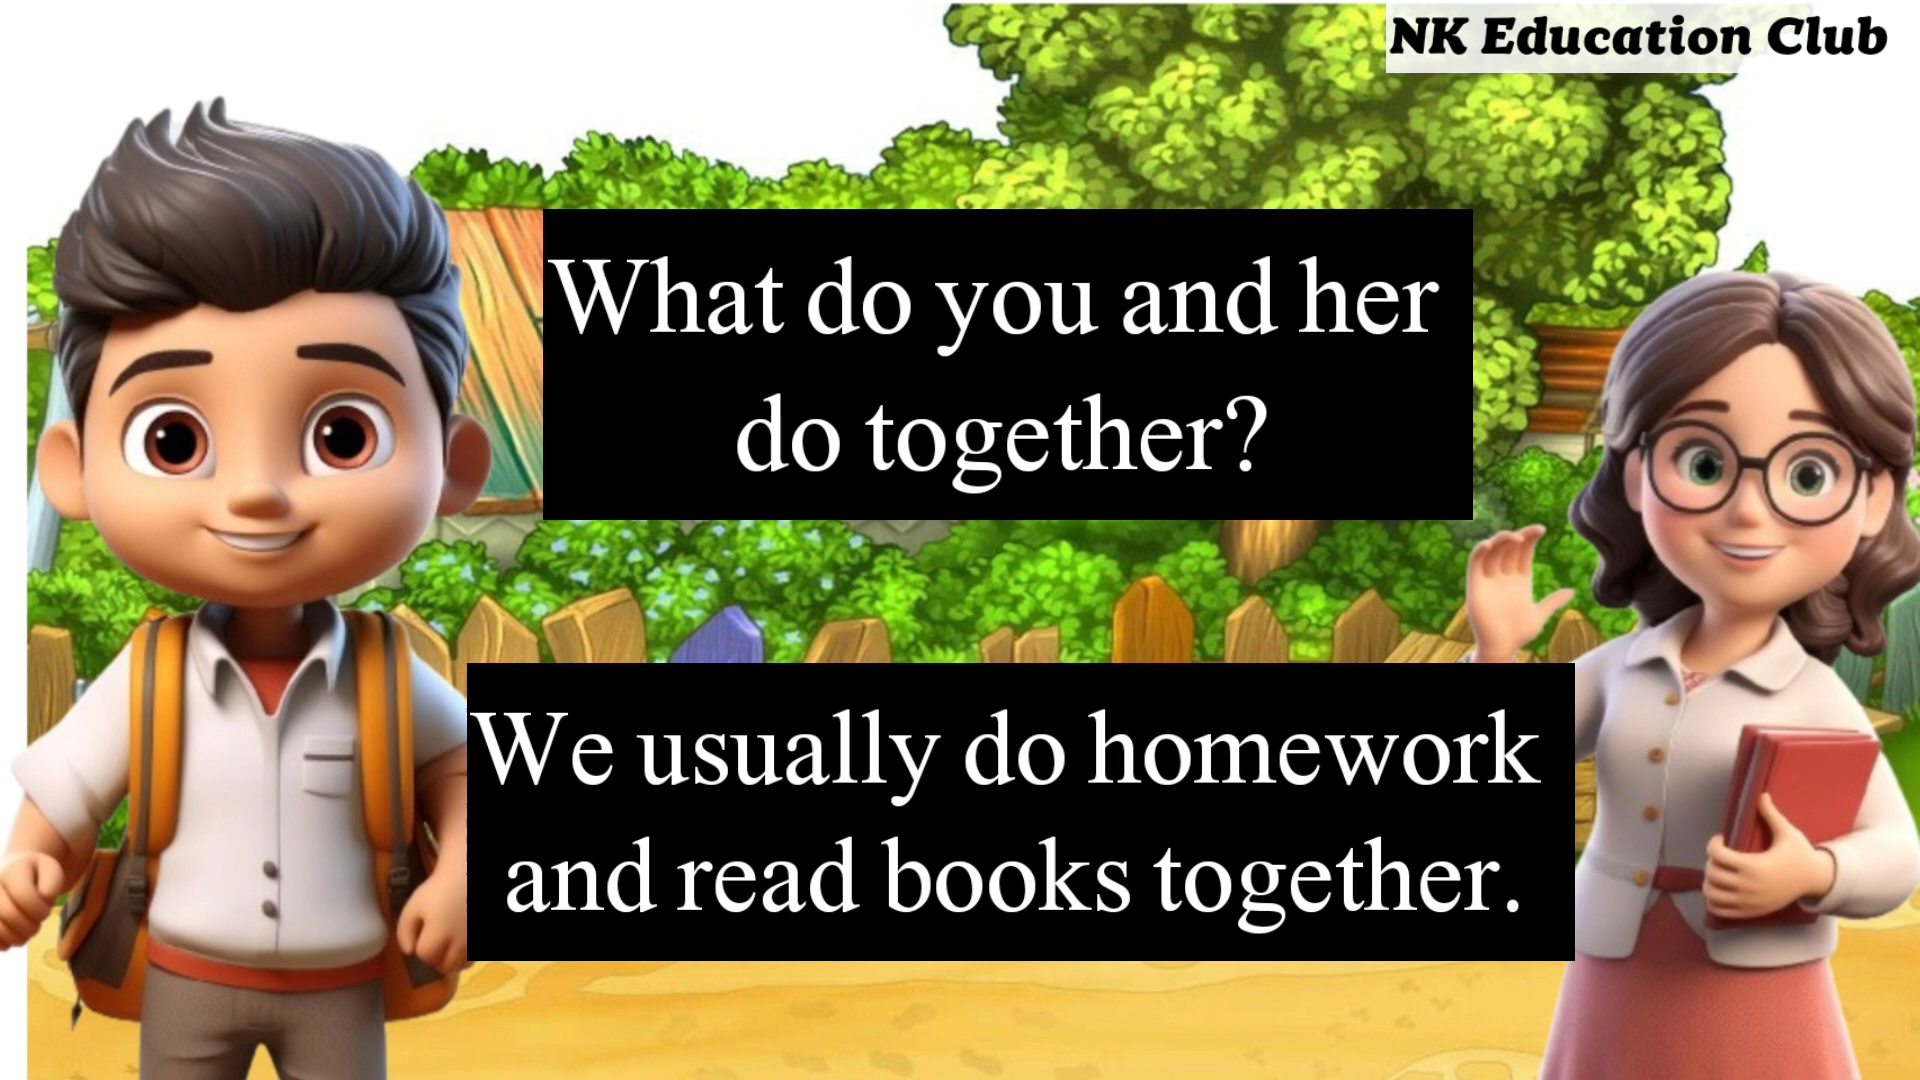 NK Education Club
What do you and her
do together?
We usually do homework
and read books together.